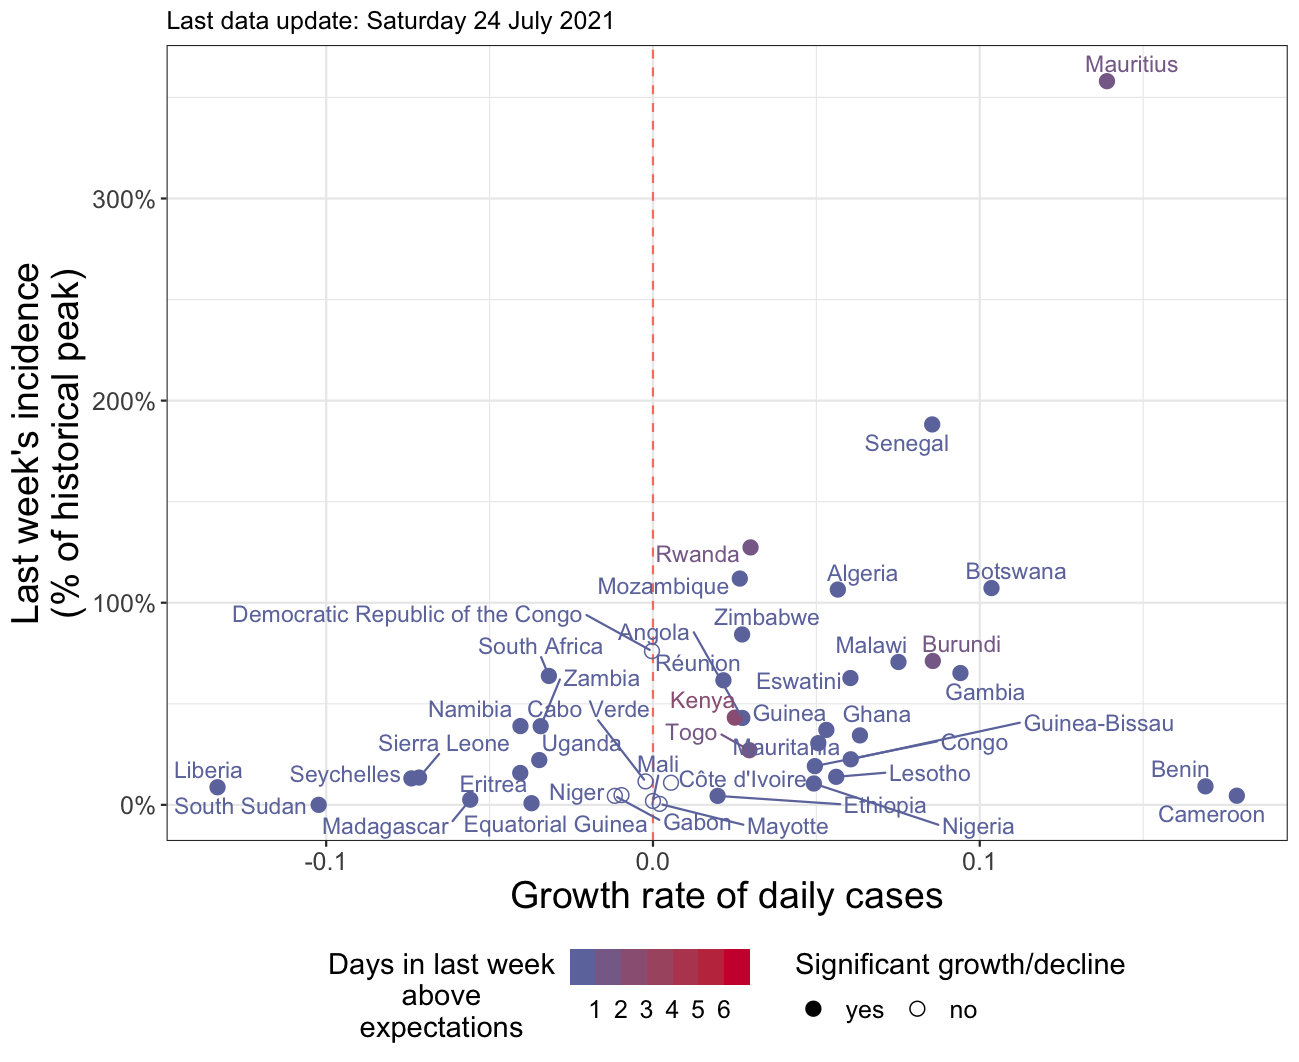 Last data update: Saturday 24 July 2021
Mauritius
300%
200%
100%
0%
Last week's incidence
(% of historical peak)
Senegal
Rwanda
Mozambique
Algeria
Botswana
Democratic Republic of the Congo
Angola
Zimbabwe
South Africa
Réunion
Malawi
Burundi
Zambia
Eswatini
Gambia
Kenya
Namibia
Cabo Verde
Guinea
Ghana
Guinea-Bissau
Togo
Sierra Leone
Uganda
Mauritania
Congo
Liberia
Seychelles
Mali
Côte d'Ivoire
Lesotho
Benin
Eritrea
Niger
South Sudan
Ethiopia
Cameroon
Madagascar
Equatorial Guinea
Gabon
Mayotte
Nigeria
-0.1
0.0
0.1
Growth rate of daily cases
Days in last week
above
expectations
1 2 3 4 5 6
Significant growth/decline
yes
no